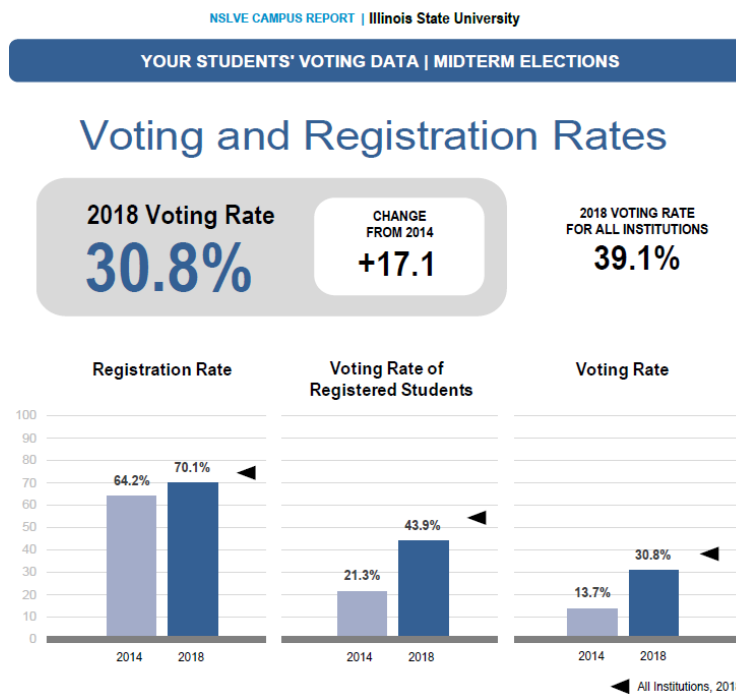 NSLVE CAMPUS REPORT | Illinois State University
YOUR STUDENTS' VOTING DATA | MIDTERM ELECTIONS
Voting and Registration Rates
2018 Voting Rate
30.8%
CHANGE
FROM 2014
+17.1
2018 VOTING RATE
FOR ALL INSTITUTIONS
39.1%
Registration Rate
100
90
80
70
60
50
40
30
20
10
0
64.2%
70.1%
2014 2018
Voting Rate of
Registered Students
21.3%
43.9%
2014 2018
Voting Rate
13.7%
30.8%
2014 2018
All Institutions, 2018